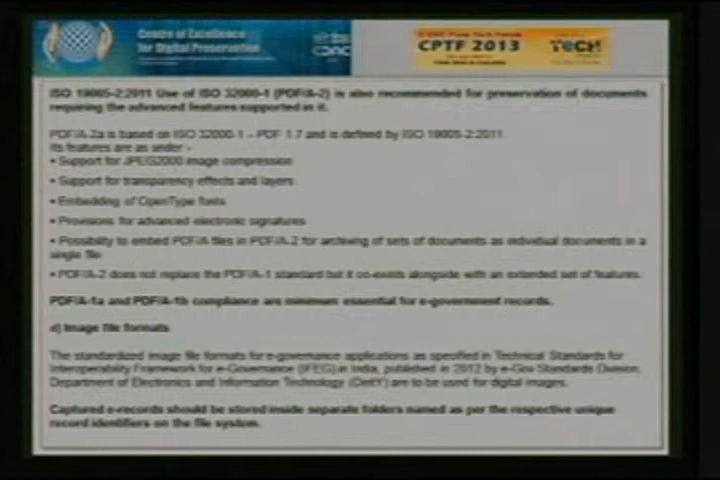 Centre of Excellence
for Digital Preservation
CPTF 2013
TECH
ISO 19005-2:2011 Use of ISO 32000-1 (PDF/A-2) is also recommended for preservation of documents
requiring the advanced features supported in it.
PDF/A-2a is based on ISO 32000-1 – PDF 1.7 and is defined by ISO 19005-2:2011.
Its features are as under -
• Support for JPEG2000 image compression
• Support for transparency effects and layers
• Embedding of OpenType fonts
• Provisions for advanced electronic signatures
• Possibility to embed PDF/A files in PDF/A-2 for archiving of sets of documents as individual documents in a
single file
• PDF/A-2 does not replace the PDF/A-1 standard but it co-exists alongside with an extended set of features.
PDF/A-1a and PDF/A-1b compliance are minimum essential for e-government records.
d) Image file formats
The standardized image file formats for e-governance applications as specified in Technical Standards for
Interoperability Framework for e-Governance (IFEG) in India, published in 2012 by e-Gov Standards Division,
Department of Electronics and Information Technology (DeitY) are to be used for digital images.
Captured e-records should be stored inside separate folders named as per the respective unique
record identifiers on the file system.